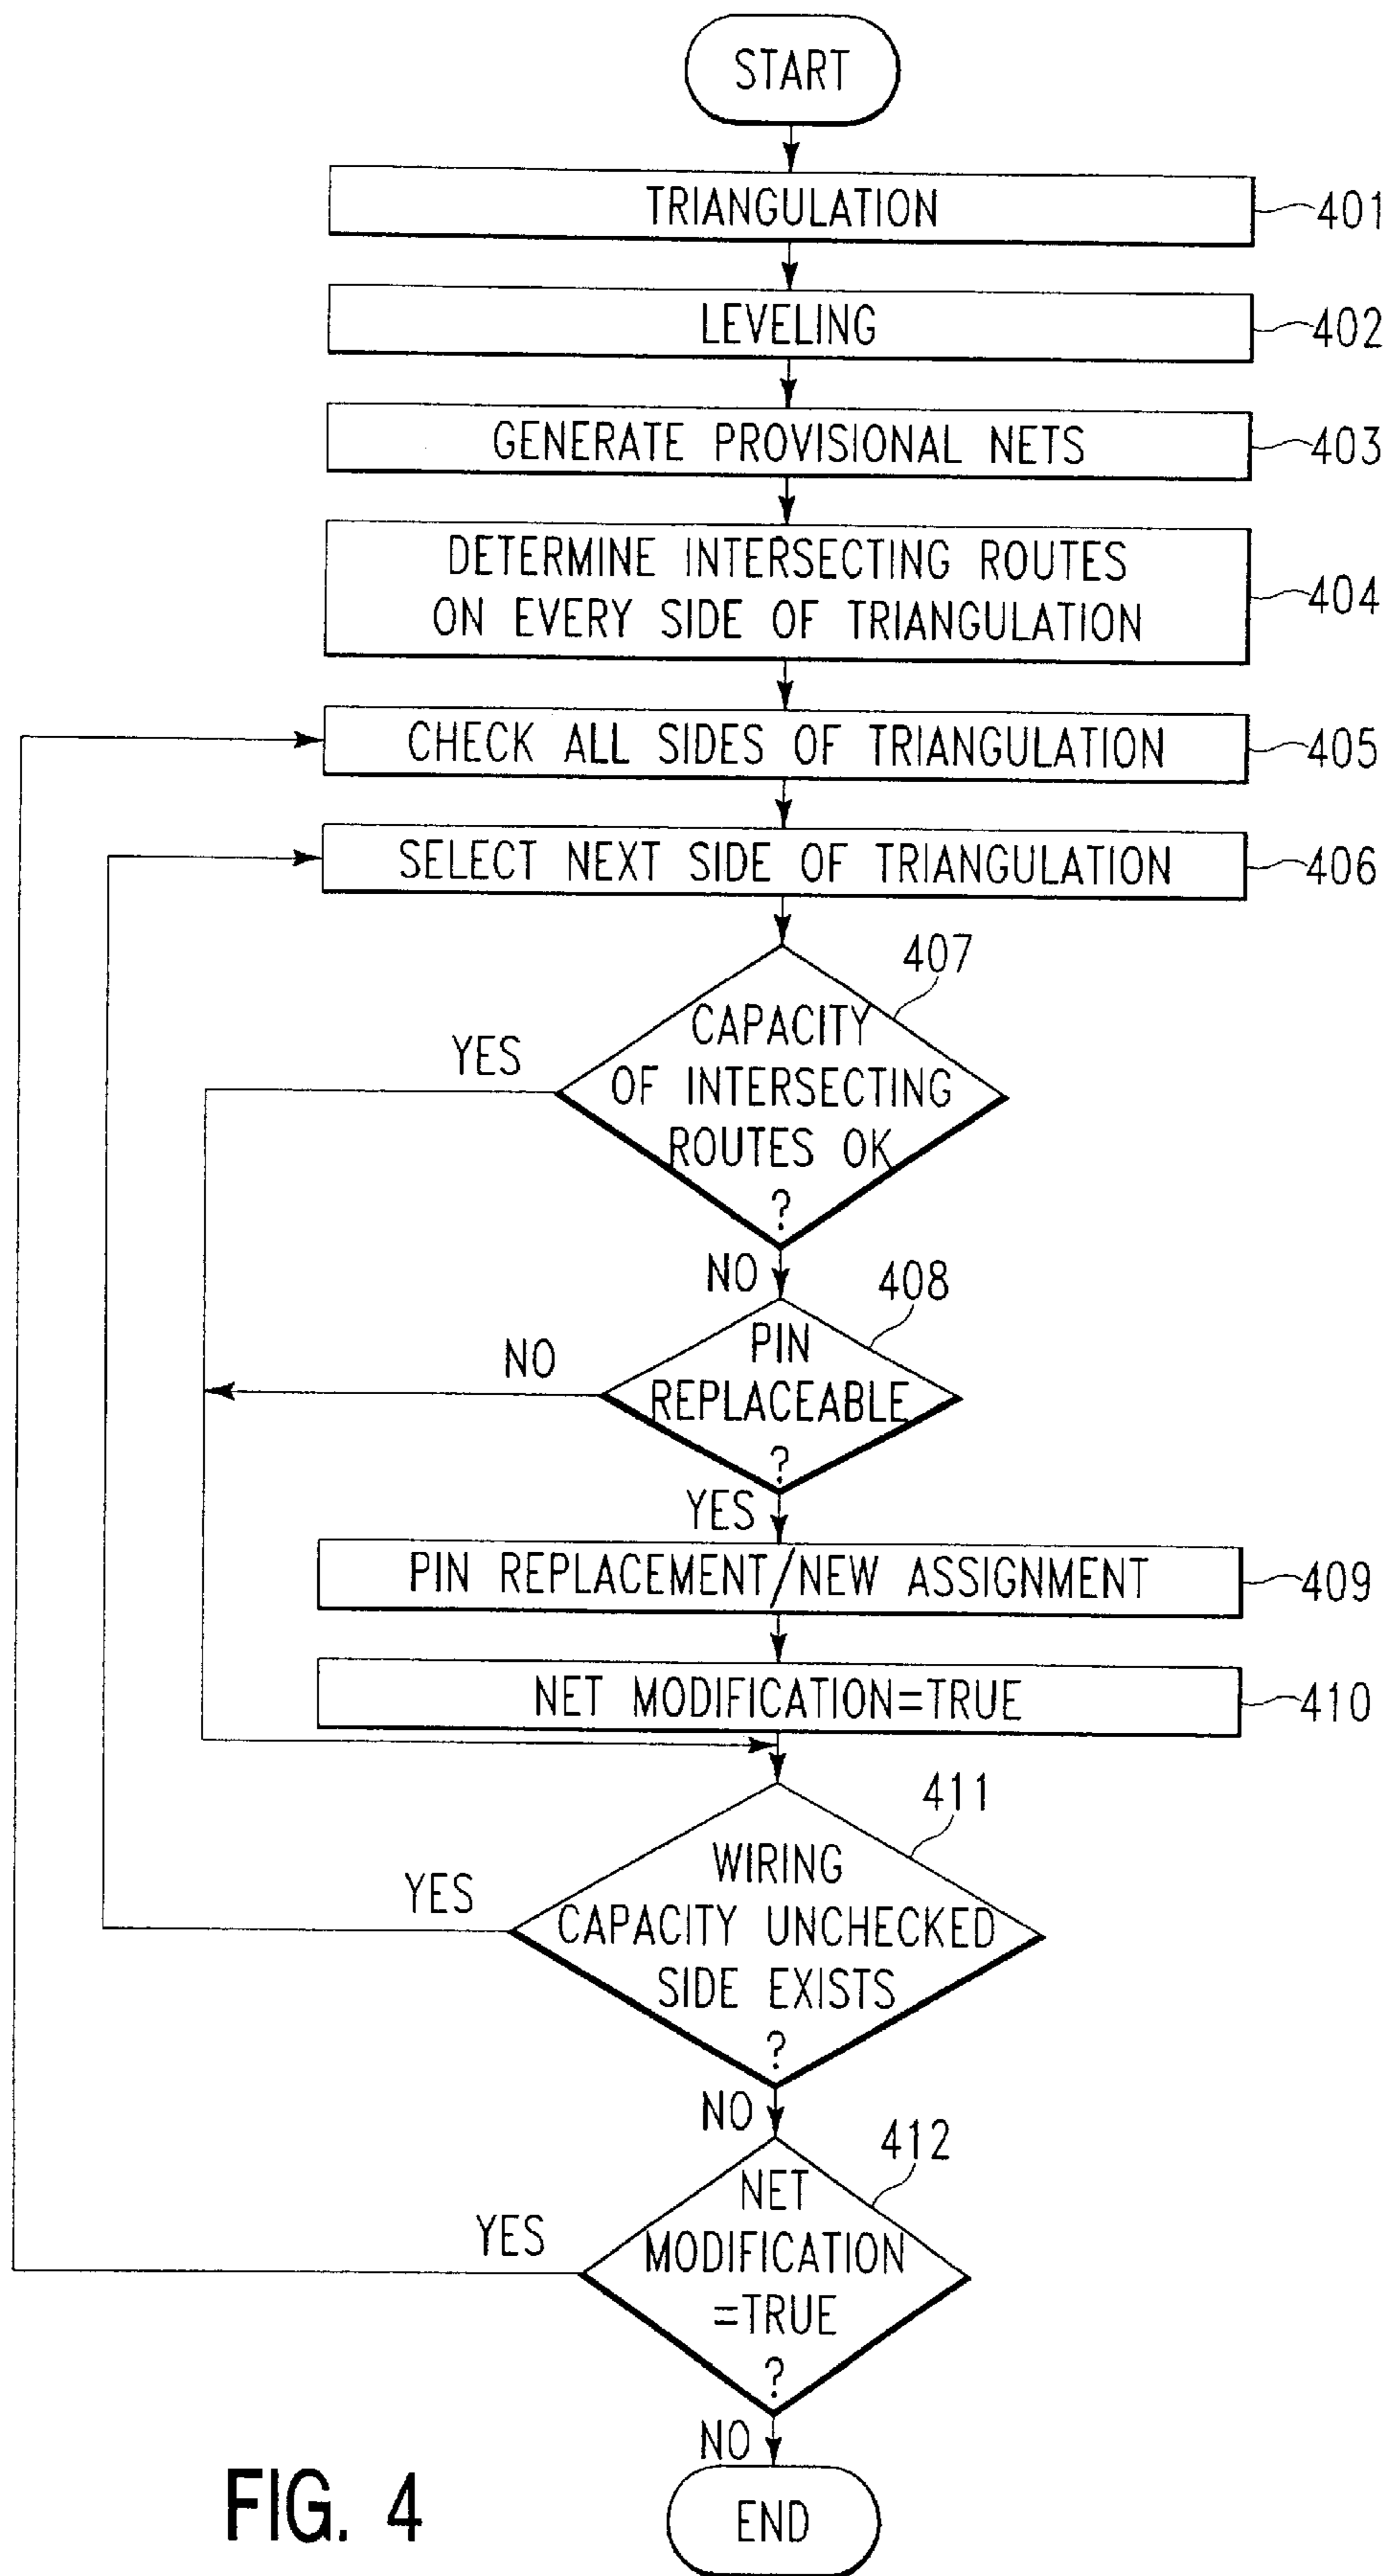 START
TRIANGULATION
401
LEVELING
402
GENERATE PROVISIONAL NETS
403
DETERMINE INTERSECTING ROUTES
ON EVERY SIDE OF TRIANGULATION
404
CHECK ALL SIDES OF TRIANGULATION
405
SELECT NEXT SIDE OF TRIANGULATION
406
407
CAPACITY
OF INTERSECTING
ROUTES OK
?
YES
NO
408
PIN
REPLACEABLE
?
NO
YES
PIN REPLACEMENT/NEW ASSIGNMENT
409
NET MODIFICATION=TRUE
410
411
WIRING
CAPACITY UNCHECKED
SIDE EXISTS
?
YES
NO
412
NET
MODIFICATION
=TRUE
?
YES
NO
END
FIG. 4